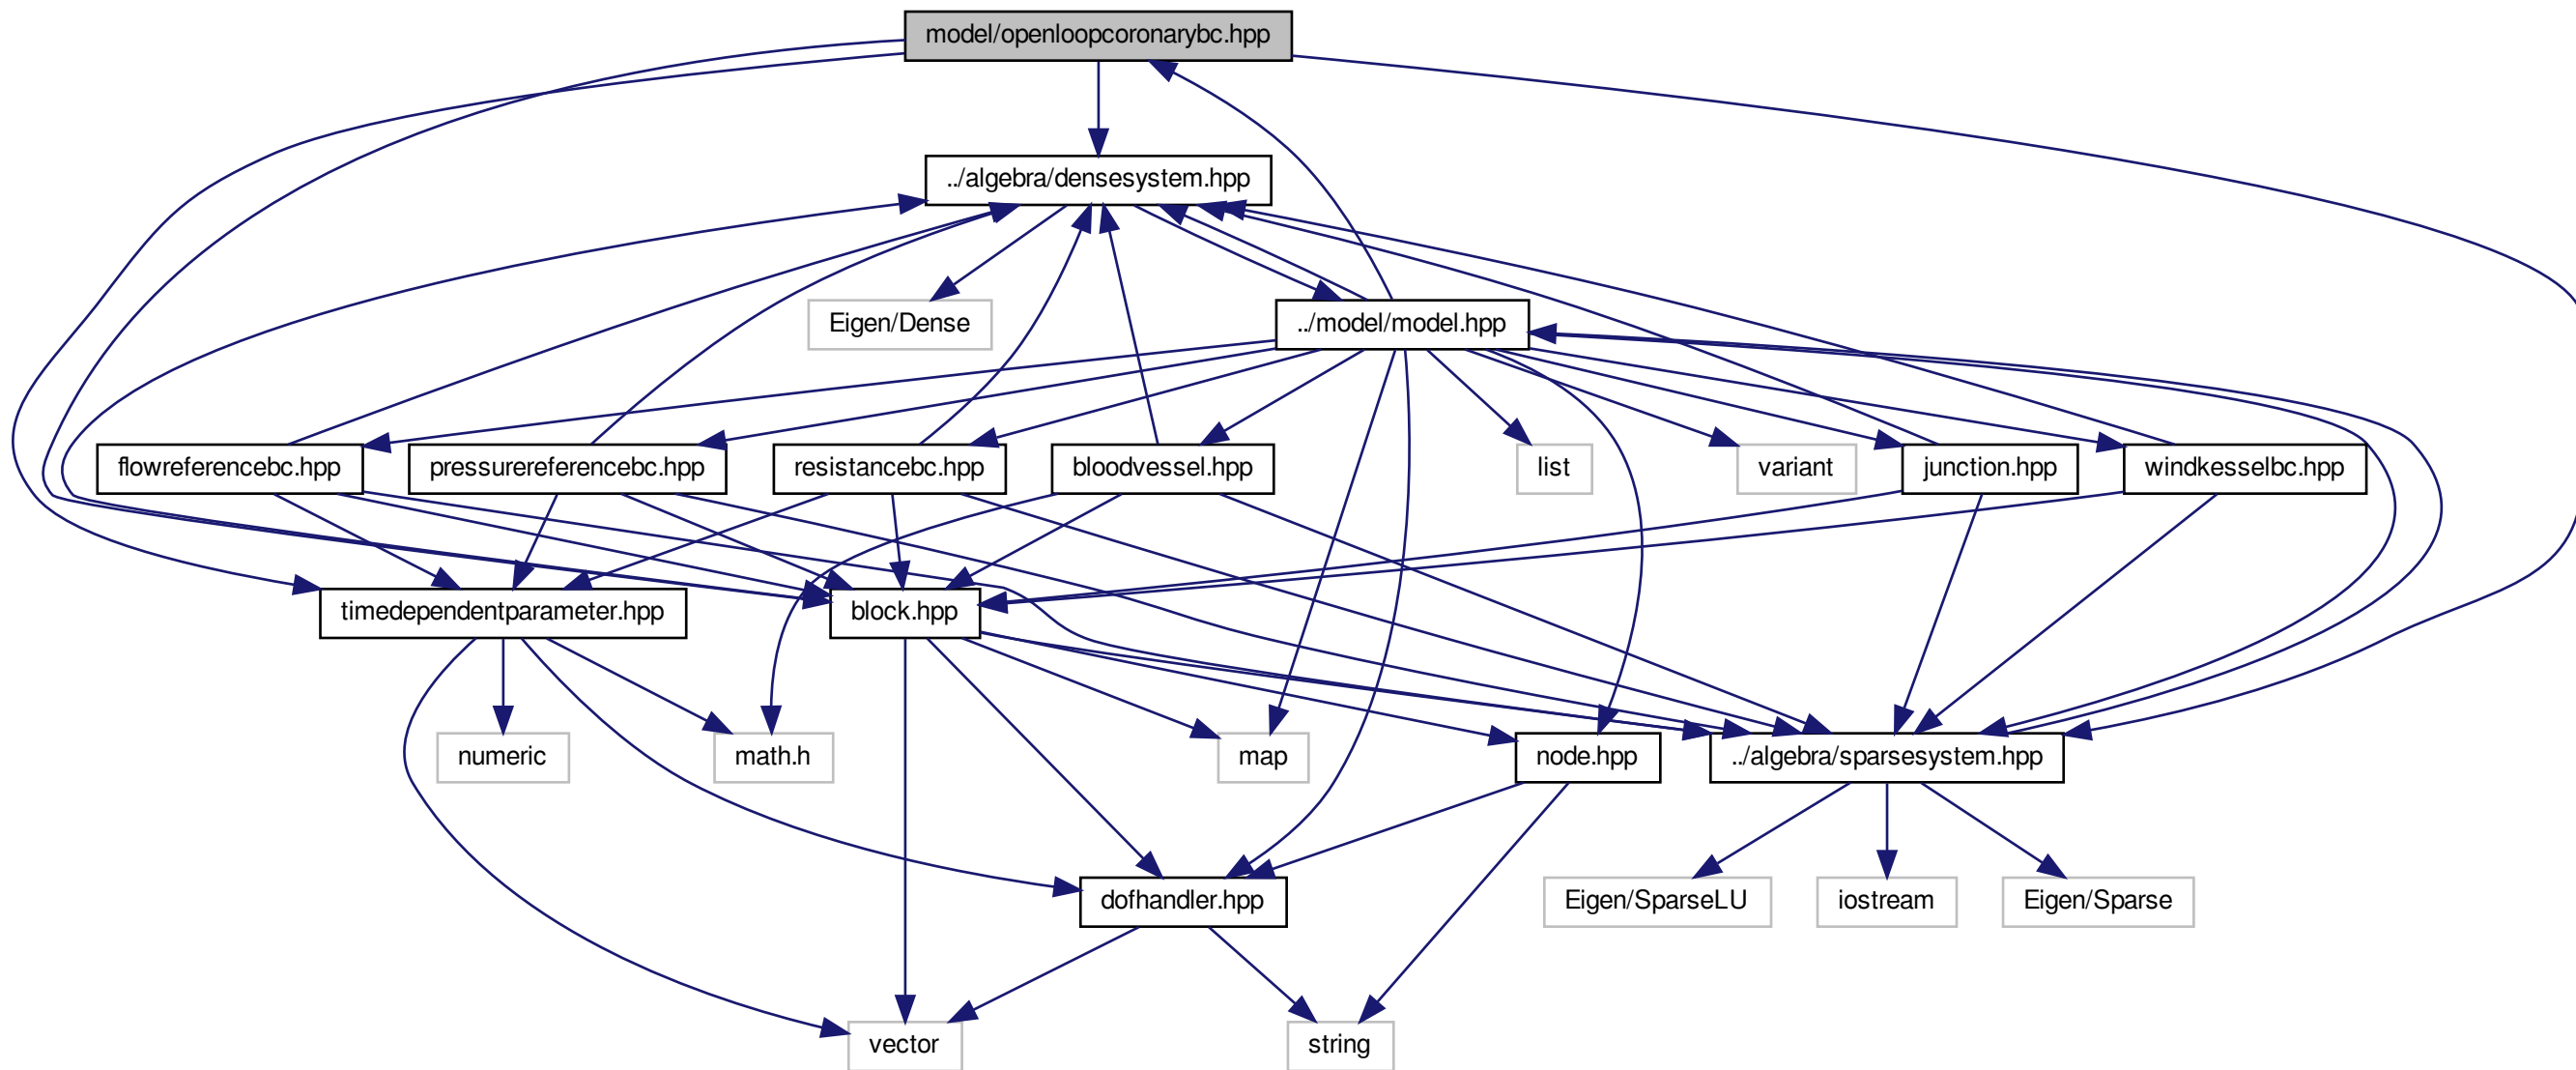 model/openloopcoronarybc.hpp
../algebra/densesystem.hpp
Eigen/Dense
../model/model.hpp
flowreferencebc.hpp
pressurereferencebc.hpp
resistancebc.hpp
bloodvessel.hpp
list
variant
junction.hpp
windkesselbc.hpp
timedependentparameter.hpp
block.hpp
numeric
math.h
map
node.hpp
../algebra/sparsesystem.hpp
dofhandler.hpp
Eigen/SparseLU
iostream
Eigen/Sparse
vector
string